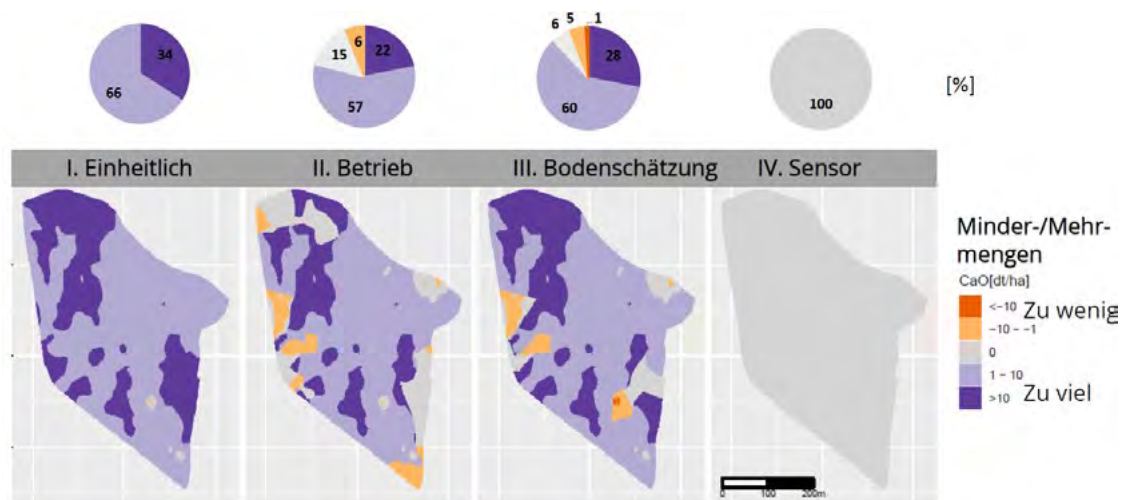 34
66
6
22
15
57
6
5
1
28
60
100
[%]
I. Einheitlich
II. Betrieb
III. Bodenschätzung
IV. Sensor
Minder-/Mehr-
mengen
CaO[dt/ha]
<-10 Zu wenig
-10 - -1
0
1 - 10
>10 Zu viel
0 100 200m